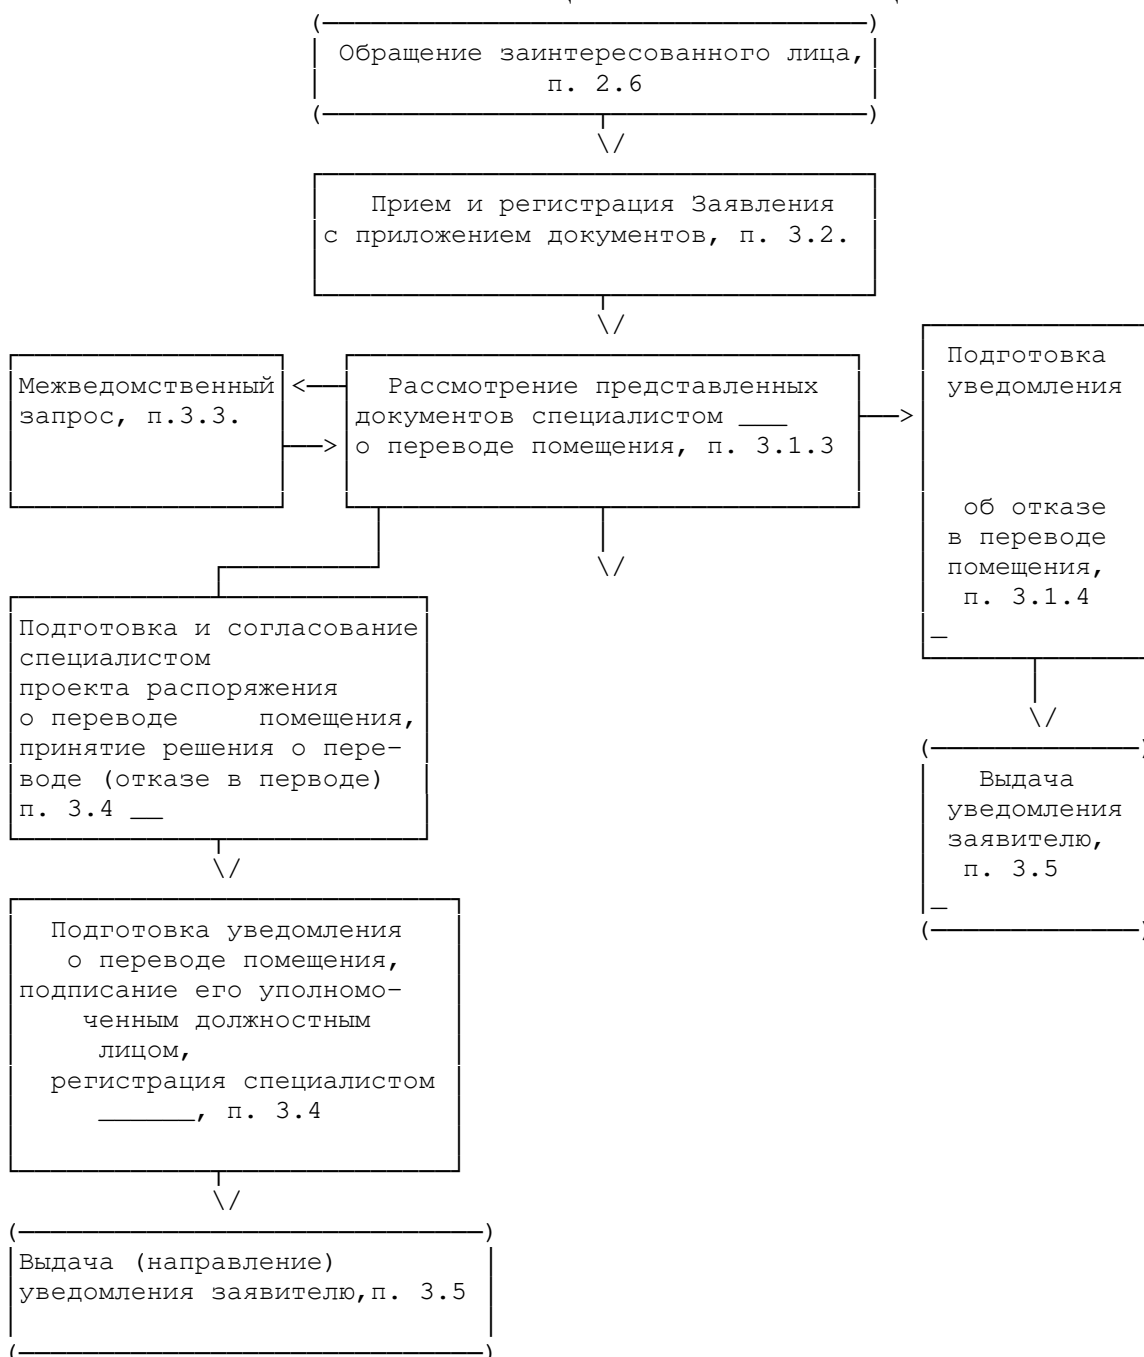 Обращение заинтересованного лица,
п. 2.6
Прием и регистрация Заявления
с приложением документов, п. 3.2.
Межведомственный
запрос, п.3.3.
Рассмотрение представленных
документов специалистом ___
о переводе помещения, п. 3.1.3
Подготовка
уведомления
об отказе
в переводе
помещения,
п. 3.1.4
_
Подготовка и согласование
специалистом
проекта распоряжения
о переводе помещения,
принятие решения о пере-
воде (отказе в перводе)
п. 3.4 __
Выдача
уведомления
заявителю,
п. 3.5
_
Подготовка уведомления
о переводе помещения,
подписание его уполномо-
ченным должностным
лицом,
регистрация специалистом
______, п. 3.4
Выдача (направление)
уведомления заявителю,п. 3.5